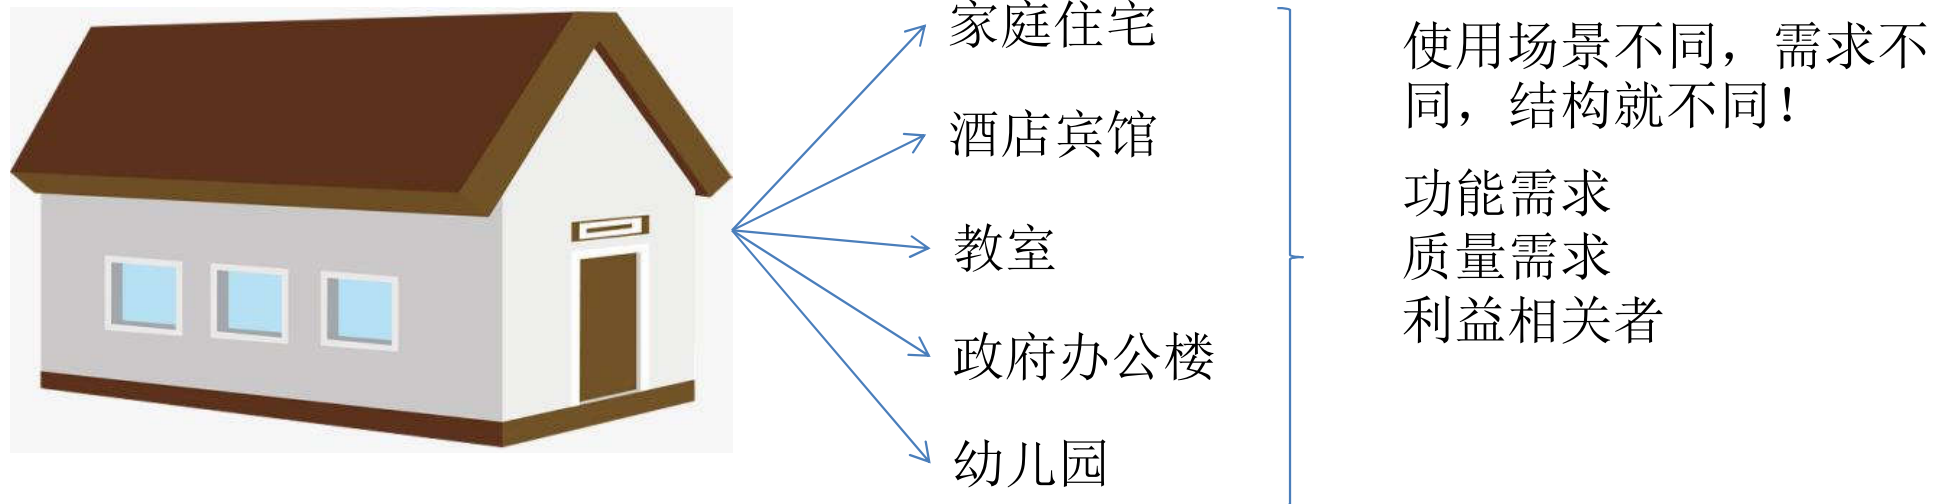 家庭住宅
酒店宾馆
教室
政府办公楼
幼儿园
使用场景不同，需求不
同，结构就不同！
功能需求
质量需求
利益相关者